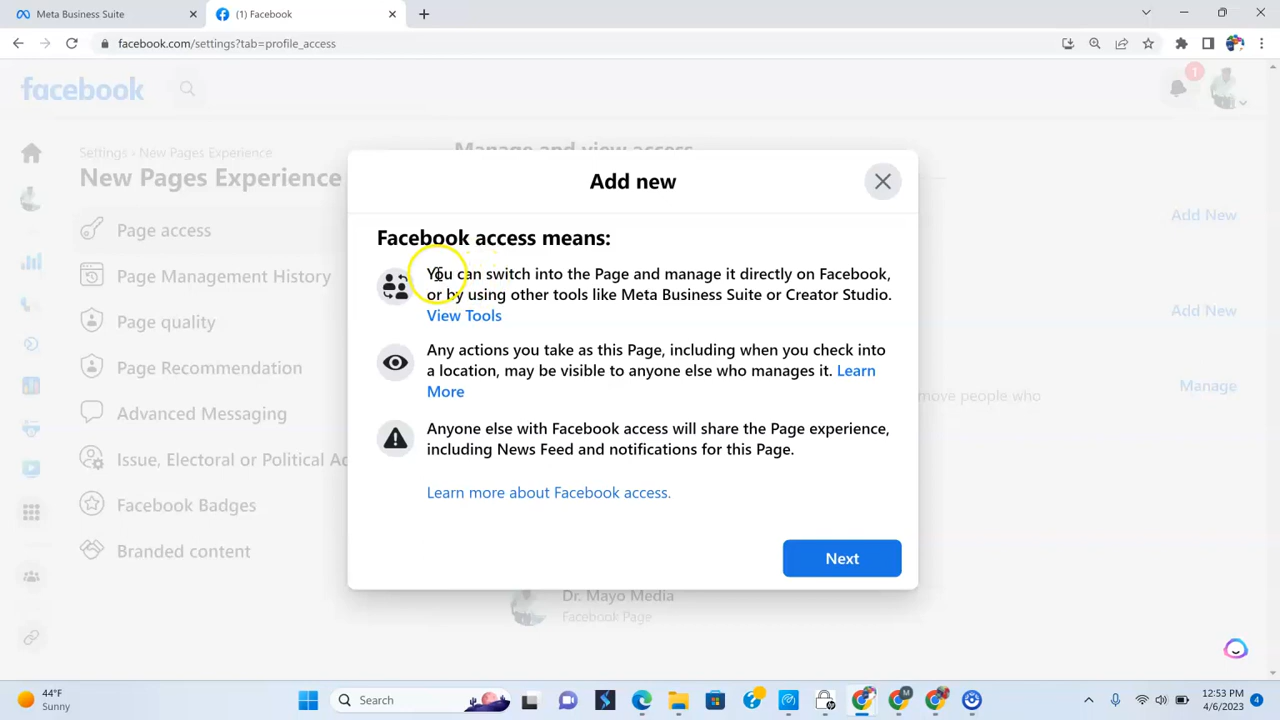 Meta Business Suite
(1) Facebook
facebook.com/settings?tab=profile_access
facebook
1
Settings › New Pages Experience
New Pages Experience
Page access
Page Management History
Page quality
Page Recommendation
Advanced Messaging
Issue, Electoral or Political Ad
Facebook Badges
Branded content
Manage and view access
Add New
Add New
move people who
Manage
Add new
Facebook access means:
You can switch into the Page and manage it directly on Facebook,
or by using other tools like Meta Business Suite or Creator Studio.
View Tools
Any actions you take as this Page, including when you check into
a location, may be visible to anyone else who manages it. Learn
More
Anyone else with Facebook access will share the Page experience,
including News Feed and notifications for this Page.
Learn more about Facebook access.
Next
Dr. Mayo Media
Facebook Page
44°F
Sunny
Search
12:53 PM
4/6/2023
4